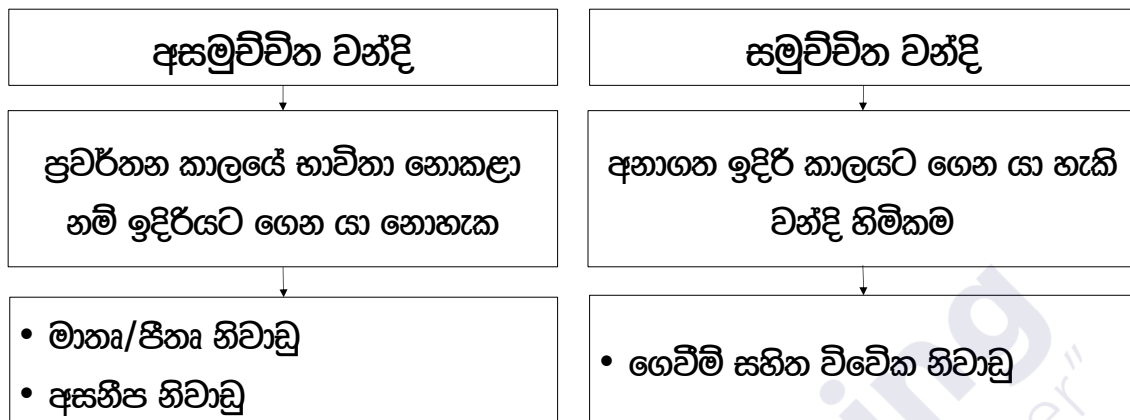 අසමුච්චිත වන්දි
ප්‍රවර්තන කාලයේ භාවිතා නොකළා
නම් ඉදිරියට ගෙන යා නොහැක
• මාතෘ/පීතෘ නිවාඩු
• අසනීප නිවාඩු
සමුච්චිත වන්දි
අනාගත ඉදිරි කාලයට ගෙන යා හැකි
වන්දි හිමිකම
• ගෙවීම් සහිත විවේක නිවාඩු